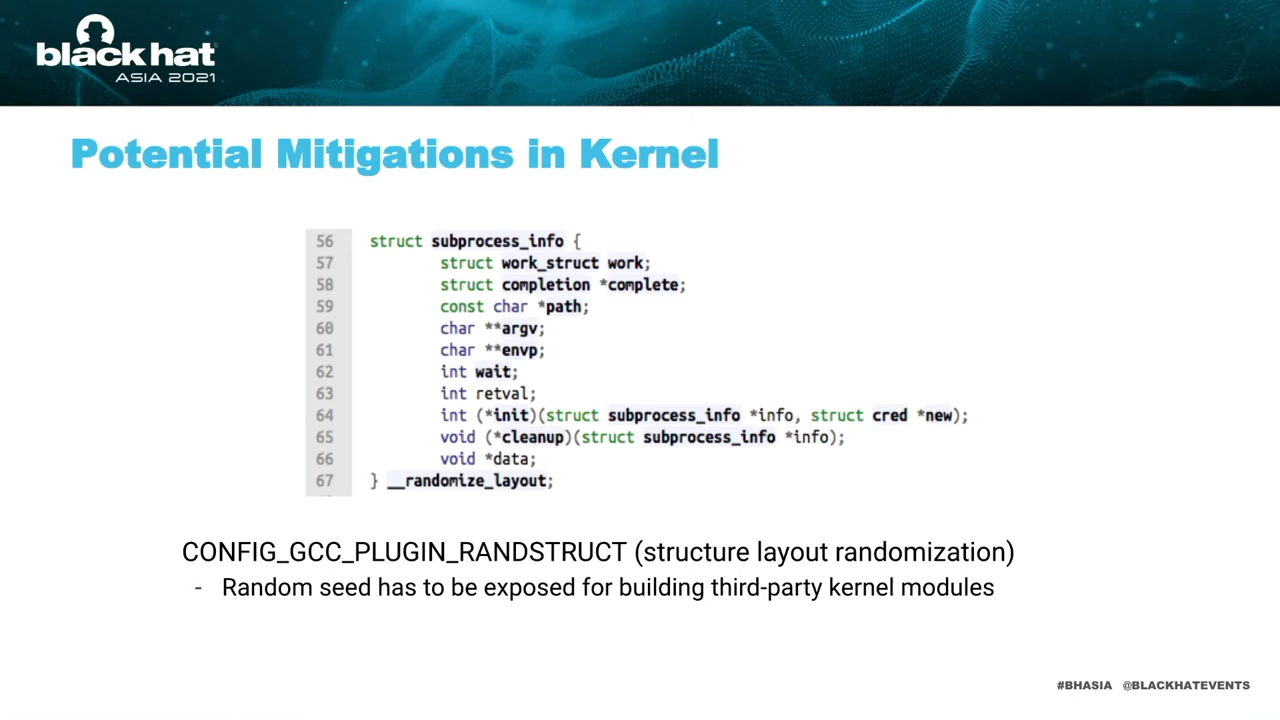 black hat
ASIA 2021
Potential Mitigations in Kernel
56 struct subprocess_info {
57 struct work_struct work;
58 struct completion *complete;
59 const char *path;
60 char **argv;
61 char **envp;
62 int wait;
63 int retval;
64 int (*init)(struct subprocess_info *info, struct cred *new);
65 void (*cleanup)(struct subprocess_info *info);
66 void *data;
67 } __randomize_layout;
CONFIG_GCC_PLUGIN_RANDSTRUCT (structure layout randomization)
- Random seed has to be exposed for building third-party kernel modules
#BHASIA @BLACKHATEVENTS